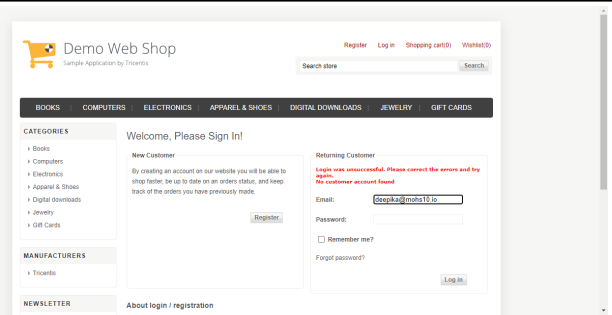 Demo Web Shop
Sample Application by Tricentis
Register Log in Shopping cart(0) Wishlist(0)
Search store Search
BOOKS COMPUTERS ELECTRONICS APPAREL & SHOES DIGITAL DOWNLOADS JEWELRY GIFT CARDS
CATEGORIES
Books
Computers
Electronics
Apparel & Shoes
Digital downloads
Jewelry
Gift Cards
MANUFACTURERS
Tricentis
NEWSLETTER
Welcome, Please Sign In!
New Customer
By creating an account on our website you will be able to
shop faster, be up to date on an orders status, and keep
track of the orders you have previously made.
Register
Returning Customer
Login was unsuccessful. Please correct the errors and try
again.
No customer account found
Email: deepika@mohs10.io
Password:
Remember me?
Forgot password?
Log in
About login / registration